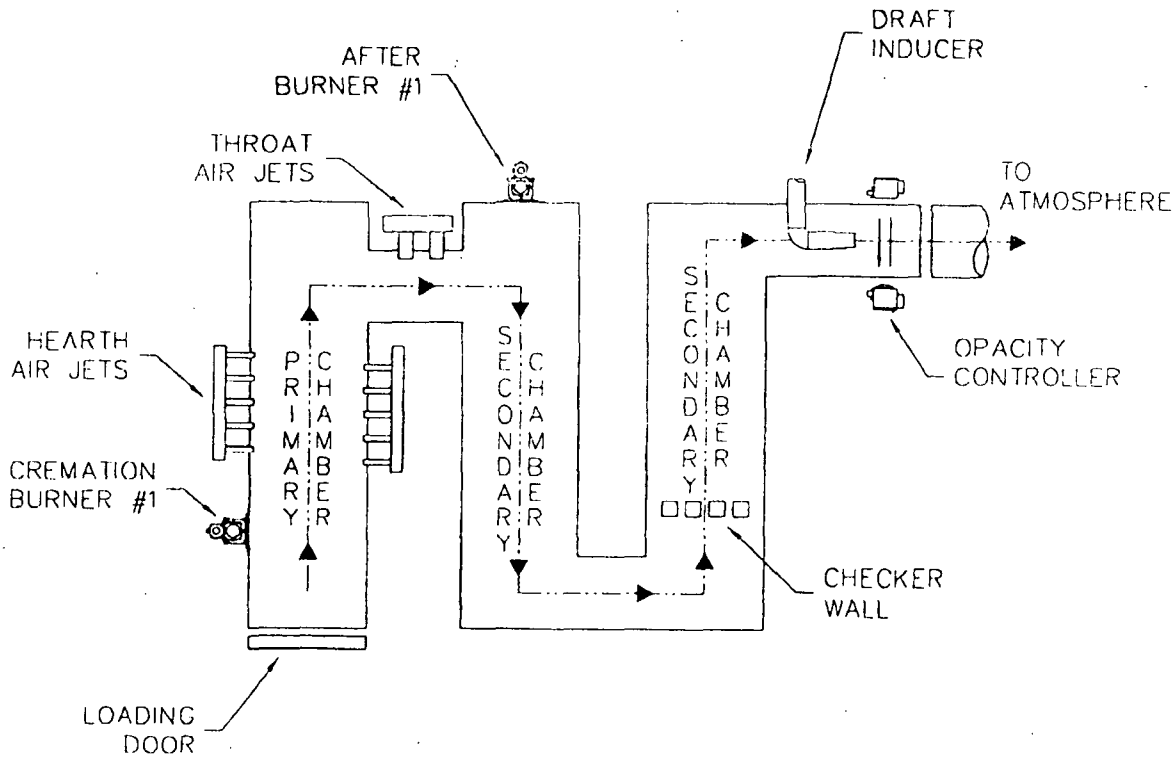 DRAFT
INDUCER
AFTER
BURNER #1
THROAT
AIR JETS
TO
ATMOSPHERE
HEARTH
AIR JETS
PRIMARY
CHAMBER
SECONDARY
CHAMBER
SECONDARY
CHAMBER
OPACITY
CONTROLLER
CREMATION
BURNER #1
CHECKER
WALL
LOADING
DOOR